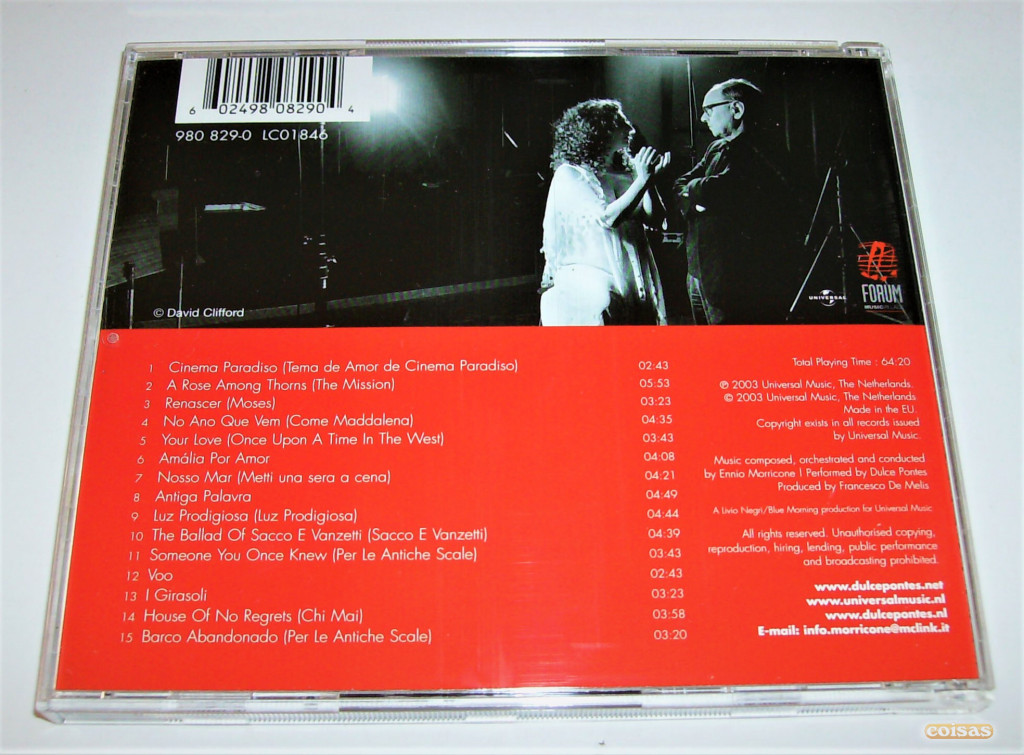 6 02498 08290 4
980 829-0 LC01846
UNIVERSAL
FORUM
© David Clifford
1 Cinema Paradiso (Tema de Amor de Cinema Paradiso) 02:43
2 A Rose Among Thorns (The Mission) 05:53
3 Renascer (Moses) 03:23
4 No Ano Que Vem (Come Maddalena) 04:35
5 Your Love (Once Upon A Time In The West) 03:43
6 Amália Por Amor 04:08
7 Nosso Mar (Metti una sera a cena) 04:21
8 Antiga Palavra 04:49
9 Luz Prodigiosa (Luz Prodigiosa) 04:44
10 The Ballad Of Sacco E Vanzetti (Sacco E Vanzetti) 04:39
11 Someone You Once Knew (Per Le Antiche Scale) 03:43
12 Voo 02:43
13 I Girasoli 03:23
14 House Of No Regrets (Chi Mai) 03:58
15 Barco Abandonado (Per Le Antiche Scale) 03:20
Total Playing Time : 64:20
℗ 2003 Universal Music, The Netherlands.
© 2003 Universal Music, The Netherlands
Made in the EU.
Copyright exists in all records issued
by Universal Music.
Music composed, orchestrated and conducted
by Ennio Morricone | Performed by Dulce Pontes
Produced by Francesco De Melis
A Livio Negri/Blue Morning production for Universal Music
All rights reserved. Unauthorised copying,
reproduction, hiring, lending, public performance
and broadcasting prohibited.
www.dulcepontes.net
www.universalmusic.nl
www.dulcepontes.nl
E-mail: info.morricone@mclink.it
coisas